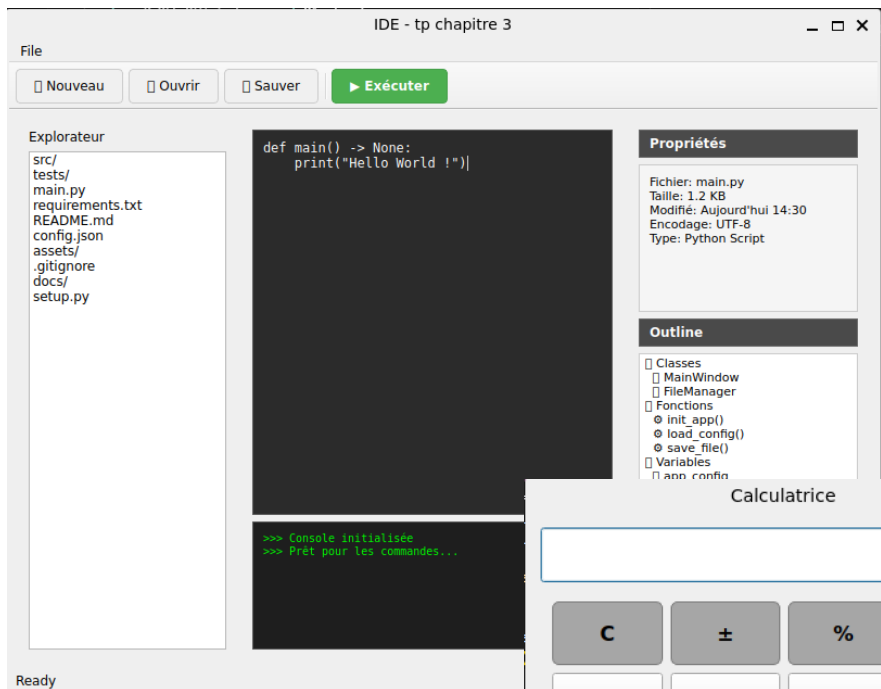 IDE - tp chapitre 3
File
Nouveau Ouvrir Sauver ▶ Exécuter
Explorateur
src/
tests/
main.py
requirements.txt
README.md
config.json
assets/
.gitignore
docs/
setup.py
def main() -> None:
    print("Hello World !")
>>> Console initialisée
>>> Prêt pour les commandes...
Propriétés
Fichier: main.py
Taille: 1.2 KB
Modifié: Aujourd'hui 14:30
Encodage: UTF-8
Type: Python Script
Outline
Classes
MainWindow
FileManager
Fonctions
⚙ init_app()
⚙ load_config()
⚙ save_file()
Variables
app_config
Calculatrice
C ± %
Ready